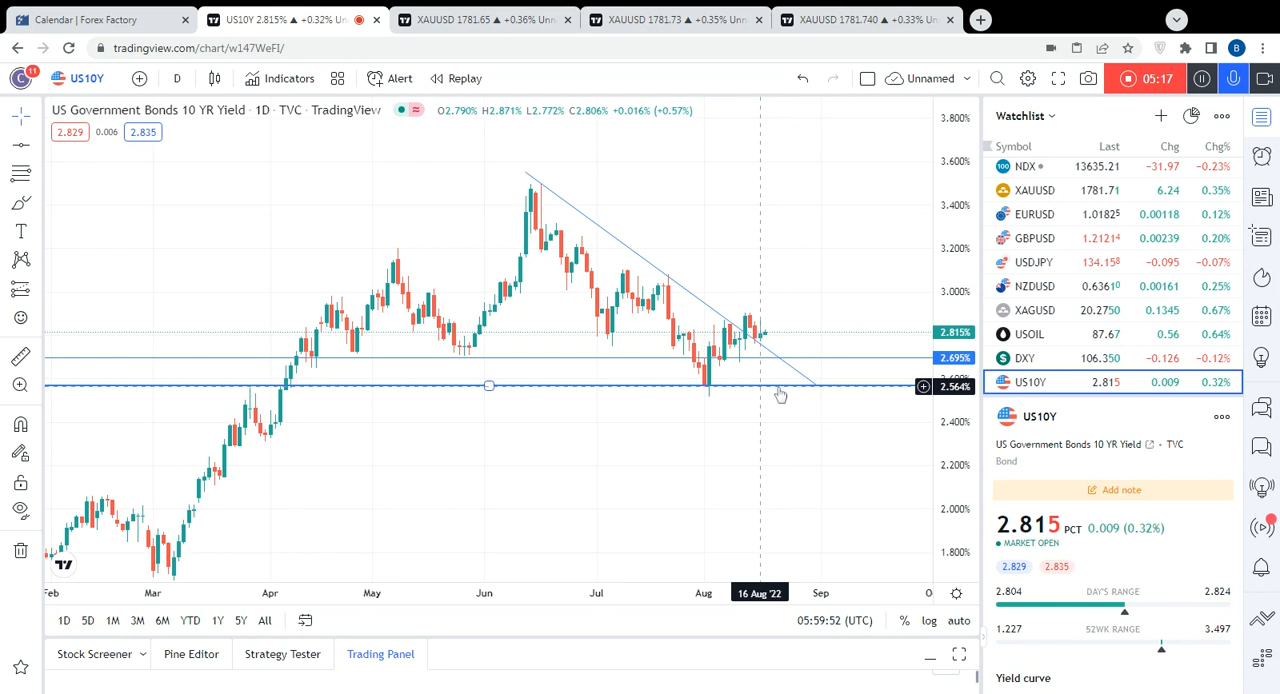 Calendar | Forex Factory
US10Y 2.815% ▲ +0.32% Unn
XAUUSD 1781.65 ▲ +0.36% Unn
XAUUSD 1781.73 ▲ +0.35% Unn
XAUUSD 1781.740 ▲ +0.33% Unn
tradingview.com/chart/w147WeFI/
B
C 11 US10Y D Indicators Alert Replay Unnamed 05:17
US Government Bonds 10 YR Yield · 1D · TVC · TradingView O2.790% H2.871% L2.772% C2.806% +0.016% (+0.57%)
2.829 0.006 2.835
3.800%
3.600%
3.400%
3.200%
3.000%
2.815%
2.695%
2.564%
2.400%
2.200%
2.000%
1.800%
Feb Mar Apr May Jun Jul Aug 16 Aug '22 Sep
1D 5D 1M 3M 6M YTD 1Y 5Y All 05:59:52 (UTC) % log auto
Stock Screener Pine Editor Strategy Tester Trading Panel
Watchlist
Symbol Last Chg Chg%
100 NDX 13635.21 −31.97 −0.23%
XAUUSD 1781.71 6.24 0.35%
EURUSD 1.01825 0.00118 0.12%
GBPUSD 1.21214 0.00239 0.20%
USDJPY 134.158 −0.095 −0.07%
NZDUSD 0.63610 0.00161 0.25%
XAGUSD 20.2750 0.1345 0.67%
USOIL 87.67 0.56 0.64%
DXY 106.350 −0.126 −0.12%
US10Y 2.815 0.009 0.32%
US10Y
US Government Bonds 10 YR Yield • TVC
Bond
Add note
2.815 PCT 0.009 (0.32%)
MARKET OPEN
2.829 2.835
2.804 DAY'S RANGE 2.824
1.227 52WK RANGE 3.497
Yield curve